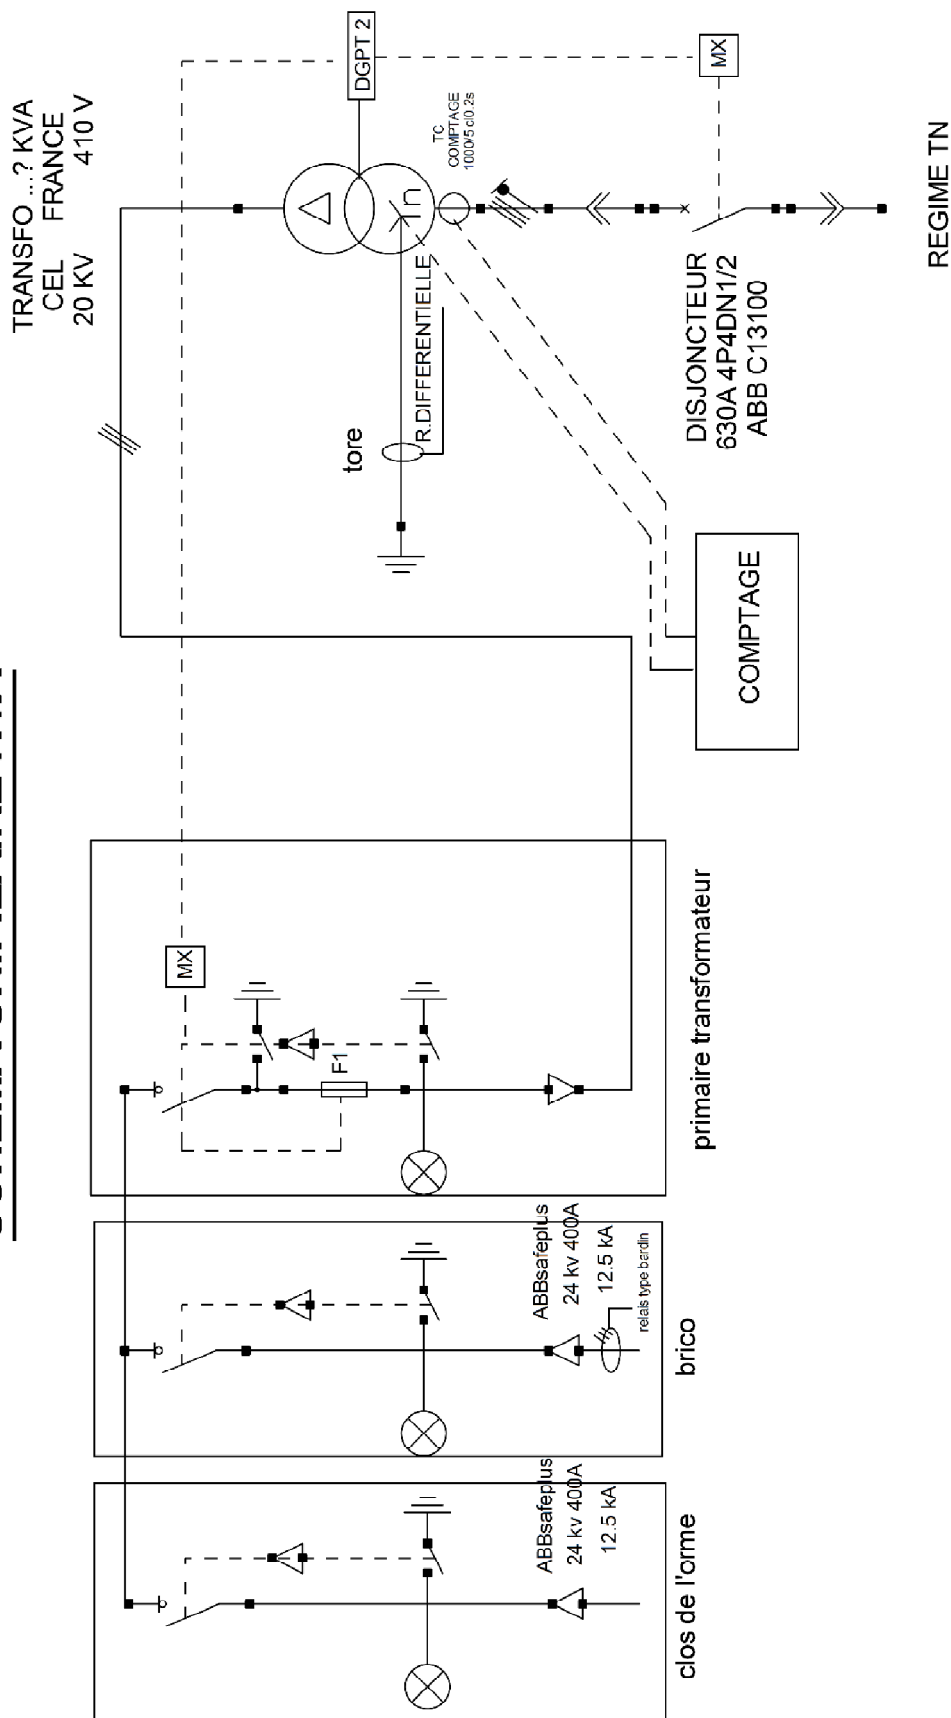 TRANSFO ...? KVA
CEL FRANCE
20 KV 410 V
DGPT 2
MX
TC
COMPTAGE
1000/5 cl0.2s
Yn
R.DIFFERENTIELLE
tore
DISJONCTEUR
630A 4P4DN1/2
ABB C13100
REGIME TN
COMPTAGE
MX
F1
primaire transformateur
ABBsafeplus
24 kv 400A
12.5 kA
relais type bardin
brico
ABBsafeplus
24 kv 400A
12.5 kA
clos de l'orme